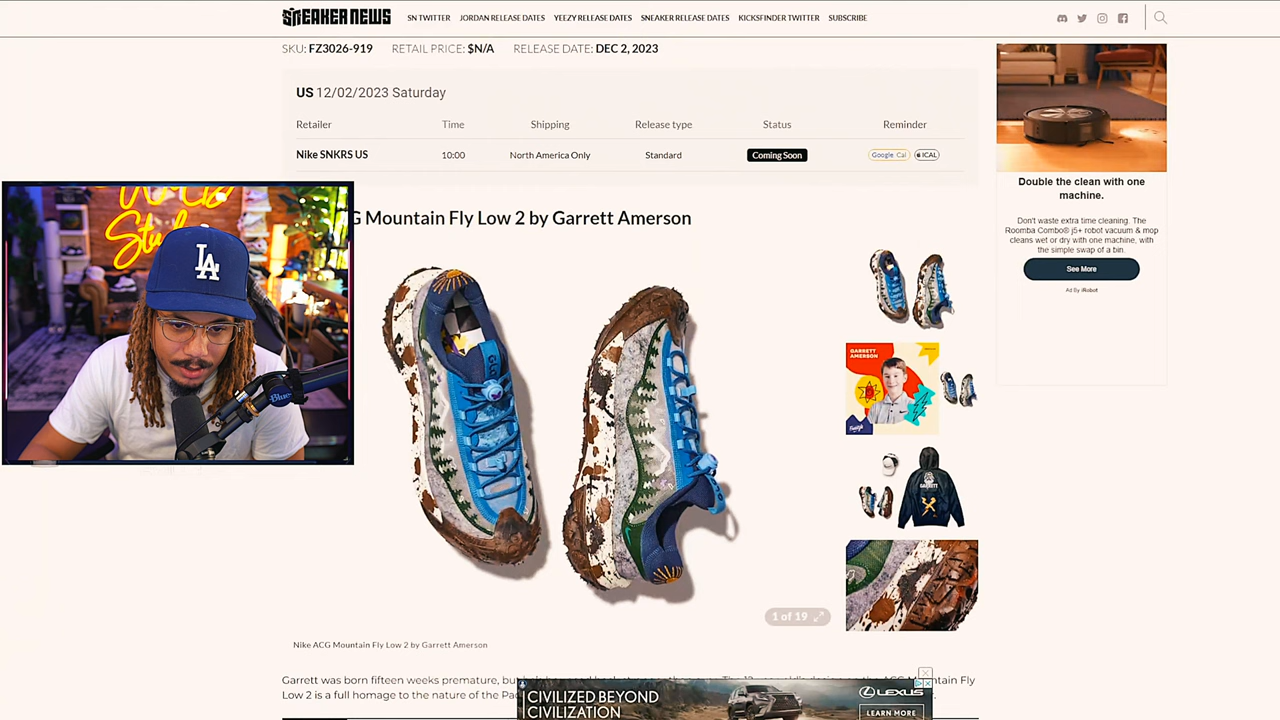 SNEAKER NEWS
SN TWITTER JORDAN RELEASE DATES YEEZY RELEASE DATES SNEAKER RELEASE DATES KICKSFINDER TWITTER SUBSCRIBE
SKU: FZ3026-919 RETAIL PRICE: $N/A RELEASE DATE: DEC 2, 2023
US 12/02/2023 Saturday
Retailer Time Shipping Release type Status Reminder
Nike SNKRS US 10:00 North America Only Standard Coming Soon Google Cal iCAL
G Mountain Fly Low 2 by Garrett Amerson
LA
Blue
GARRETT
AMERSON
GARRETT
1 of 19
Nike ACG Mountain Fly Low 2 by Garrett Amerson
Garrett was born fifteen weeks premature, but
Mountain Fly
Low 2 is a full homage to the nature of the Pac
CIVILIZED BEYOND
CIVILIZATION
LEXUS
LEARN MORE
Double the clean with one
machine.
Don't waste extra time cleaning. The
Roomba Combo® j5+ robot vacuum & mop
cleans wet or dry with one machine, with
the simple swap of a bin.
See More
Ad By iRobot